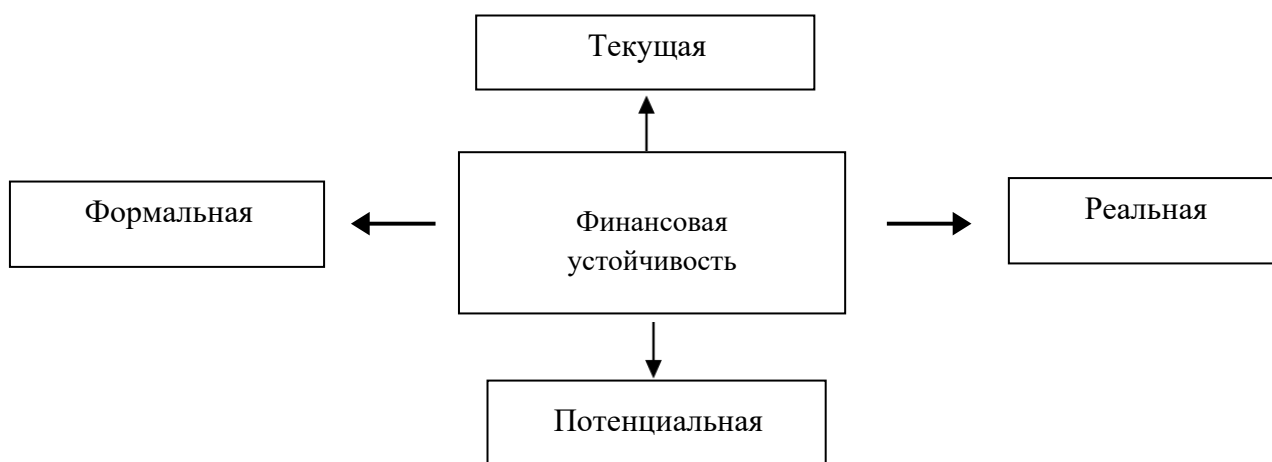 Текущая
Формальная
Финансовая
устойчивость
Реальная
Потенциальная